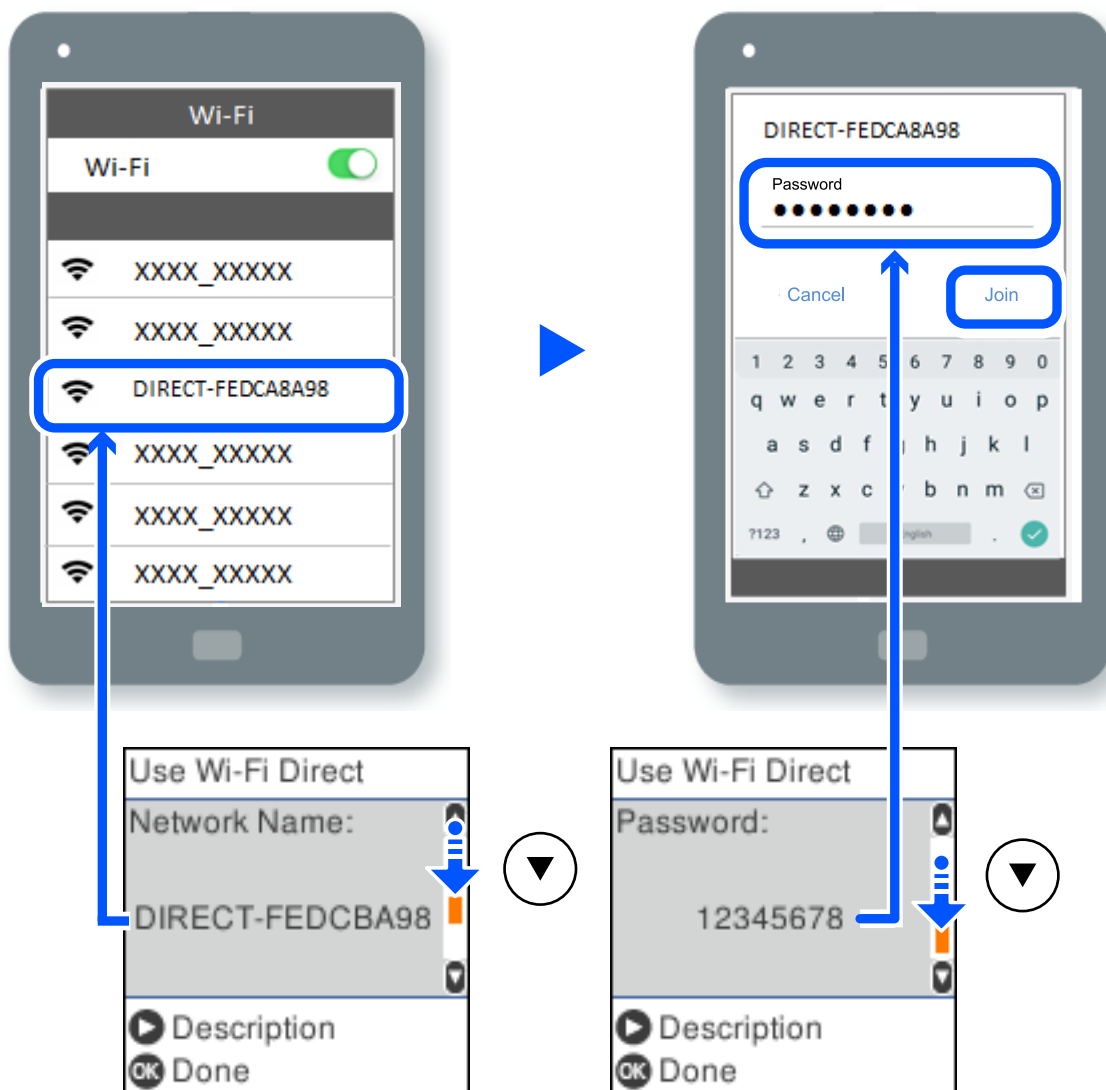 Wi-Fi
Wi-Fi
XXXX_XXXXX
XXXX_XXXXX
DIRECT-FEDCA8A98
XXXX_XXXXX
XXXX_XXXXX
XXXX_XXXXX
DIRECT-FEDCA8A98
Password
●●●●●●●●
Cancel
Join
1 2 3 4 5 6 7 8 9 0
q w e r t y u i o p
a s d f h j k l
z x c b n m
?123 , .
Use Wi-Fi Direct
Network Name:
DIRECT-FEDCBA98
Description
OK Done
Use Wi-Fi Direct
Password:
12345678
Description
OK Done